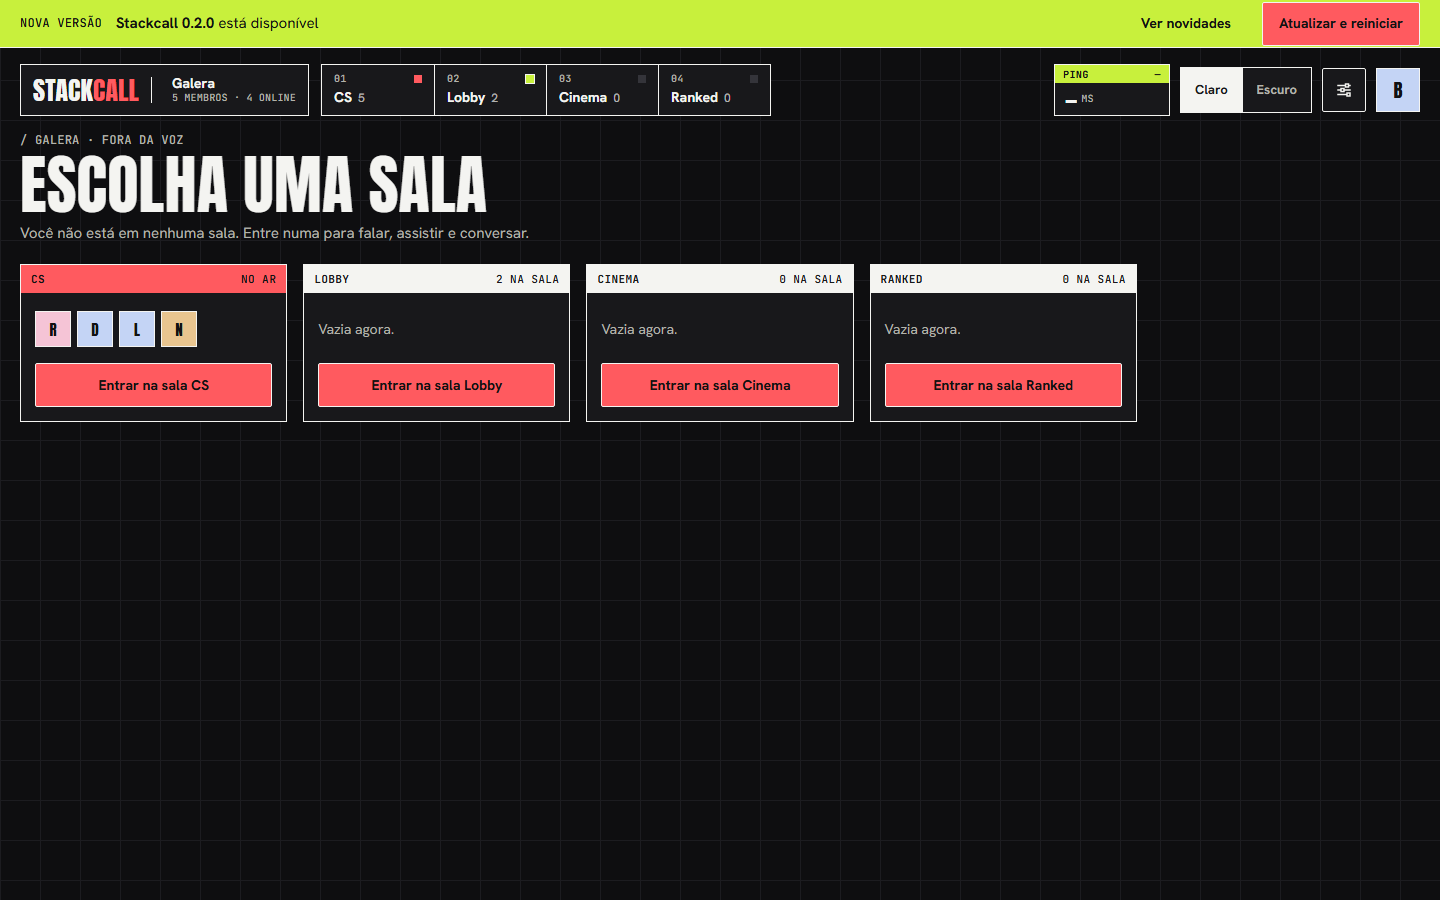 NOVA VERSÃO Stackcall 0.2.0 está disponível Ver novidades Atualizar e reiniciar
STACKCALL Galera
5 MEMBROS · 4 ONLINE
01
CS 5
02
Lobby 2
03
Cinema 0
04
Ranked 0
PING —
— MS
Claro Escuro
B
/ GALERA · FORA DA VOZ
ESCOLHA UMA SALA
Você não está em nenhuma sala. Entre numa para falar, assistir e conversar.
CS NO AR
R D L N
Entrar na sala CS
LOBBY 2 NA SALA
Vazia agora.
Entrar na sala Lobby
CINEMA 0 NA SALA
Vazia agora.
Entrar na sala Cinema
RANKED 0 NA SALA
Vazia agora.
Entrar na sala Ranked